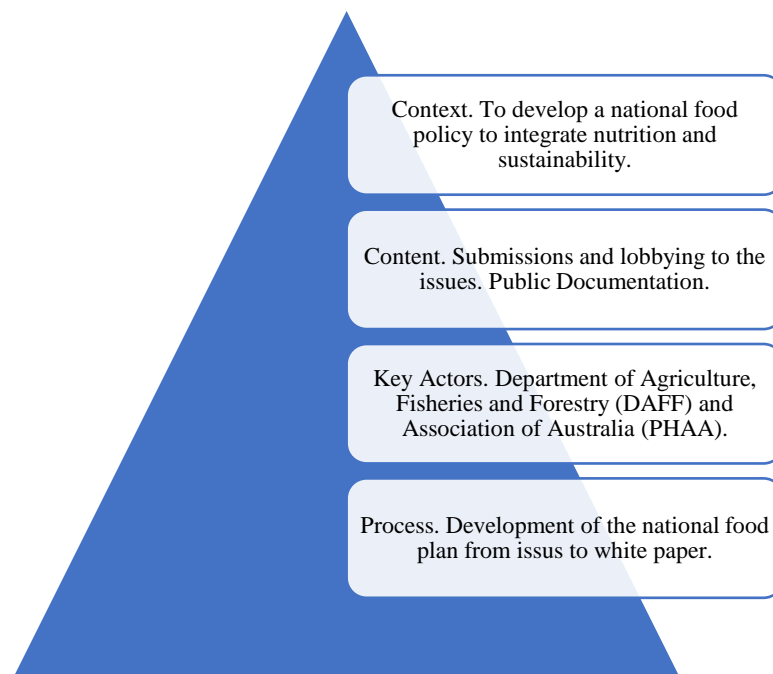 Context. To develop a national food
policy to integrate nutrition and
sustainability.
Content. Submissions and lobbying to the
issues. Public Documentation.
Key Actors. Department of Agriculture,
Fisheries and Forestry (DAFF) and
Association of Australia (PHAA).
Process. Development of the national food
plan from issus to white paper.